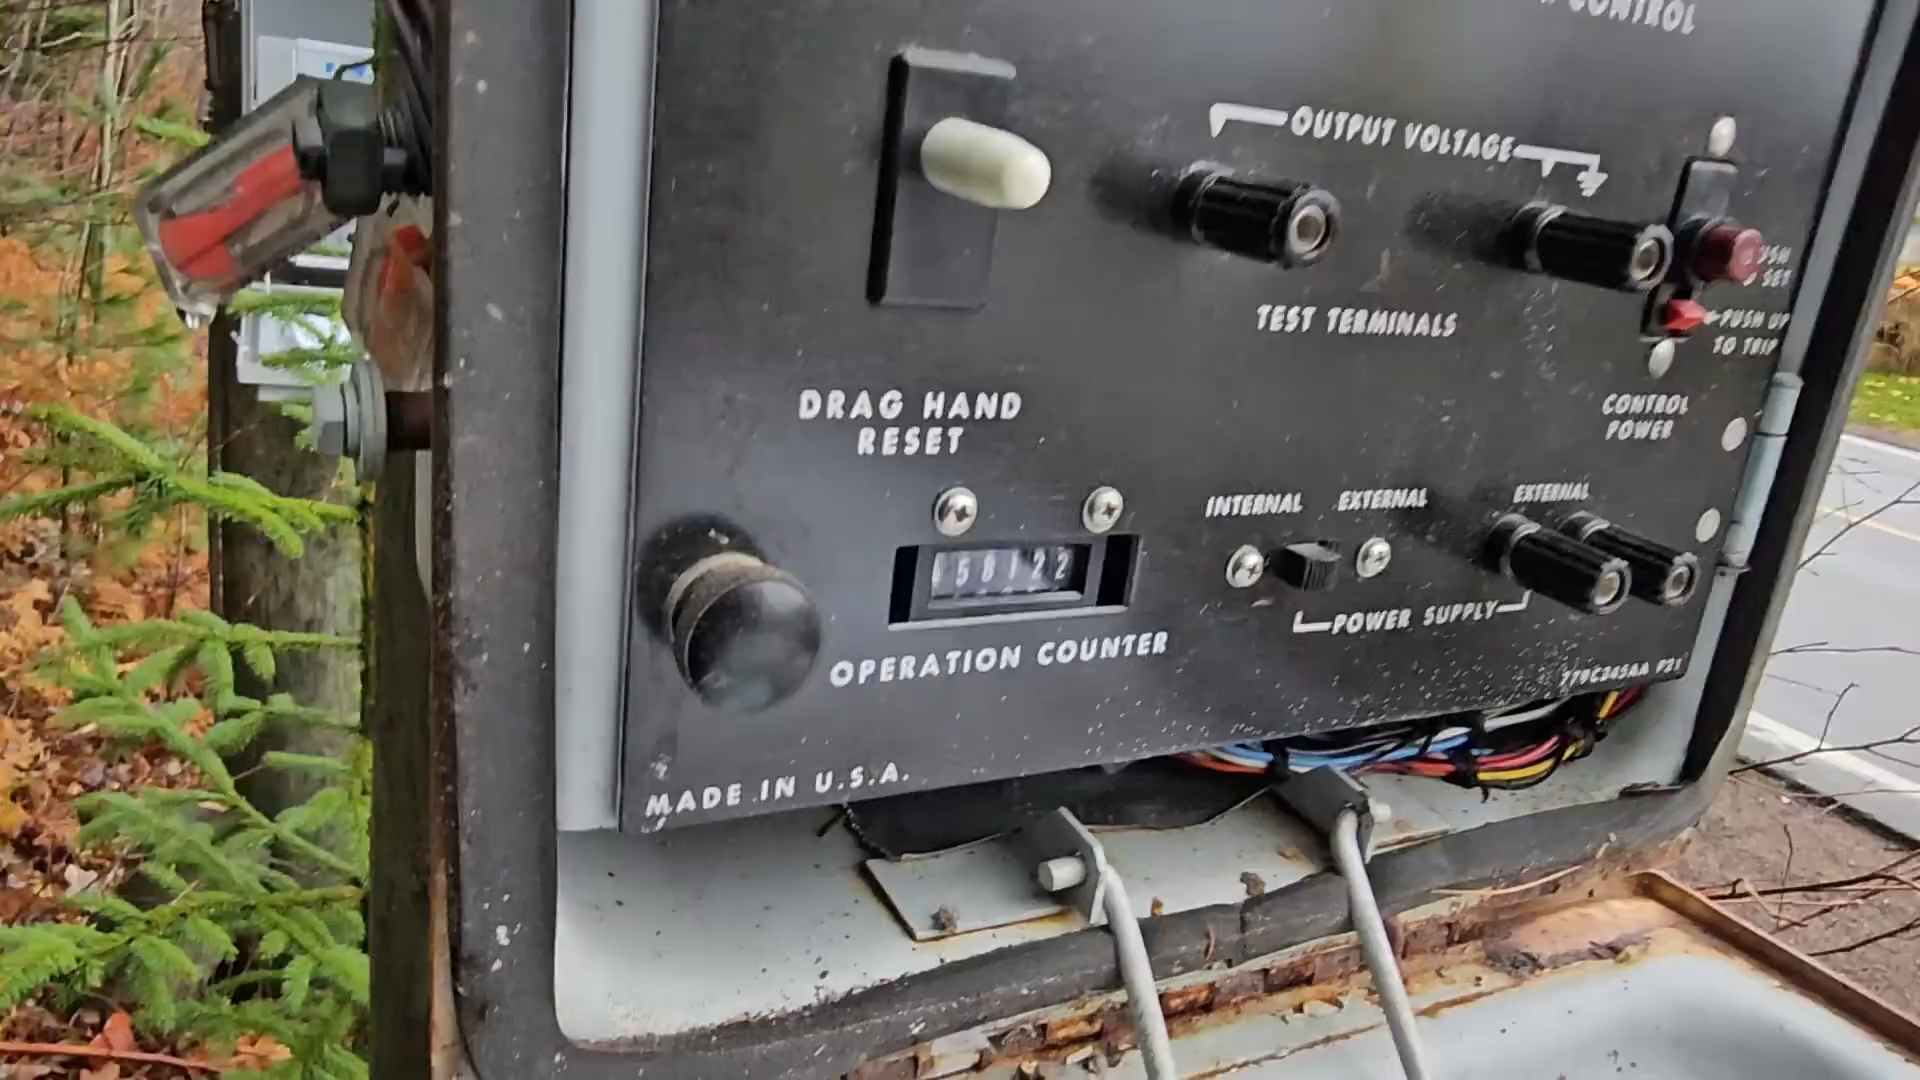 CONTROL
OUTPUT VOLTAGE
TEST TERMINALS
PUSH UP
TO TRIP
CONTROL
POWER
DRAG HAND
RESET
INTERNAL
EXTERNAL
EXTERNAL
58122
POWER SUPPLY
OPERATION COUNTER
MADE IN U.S.A.